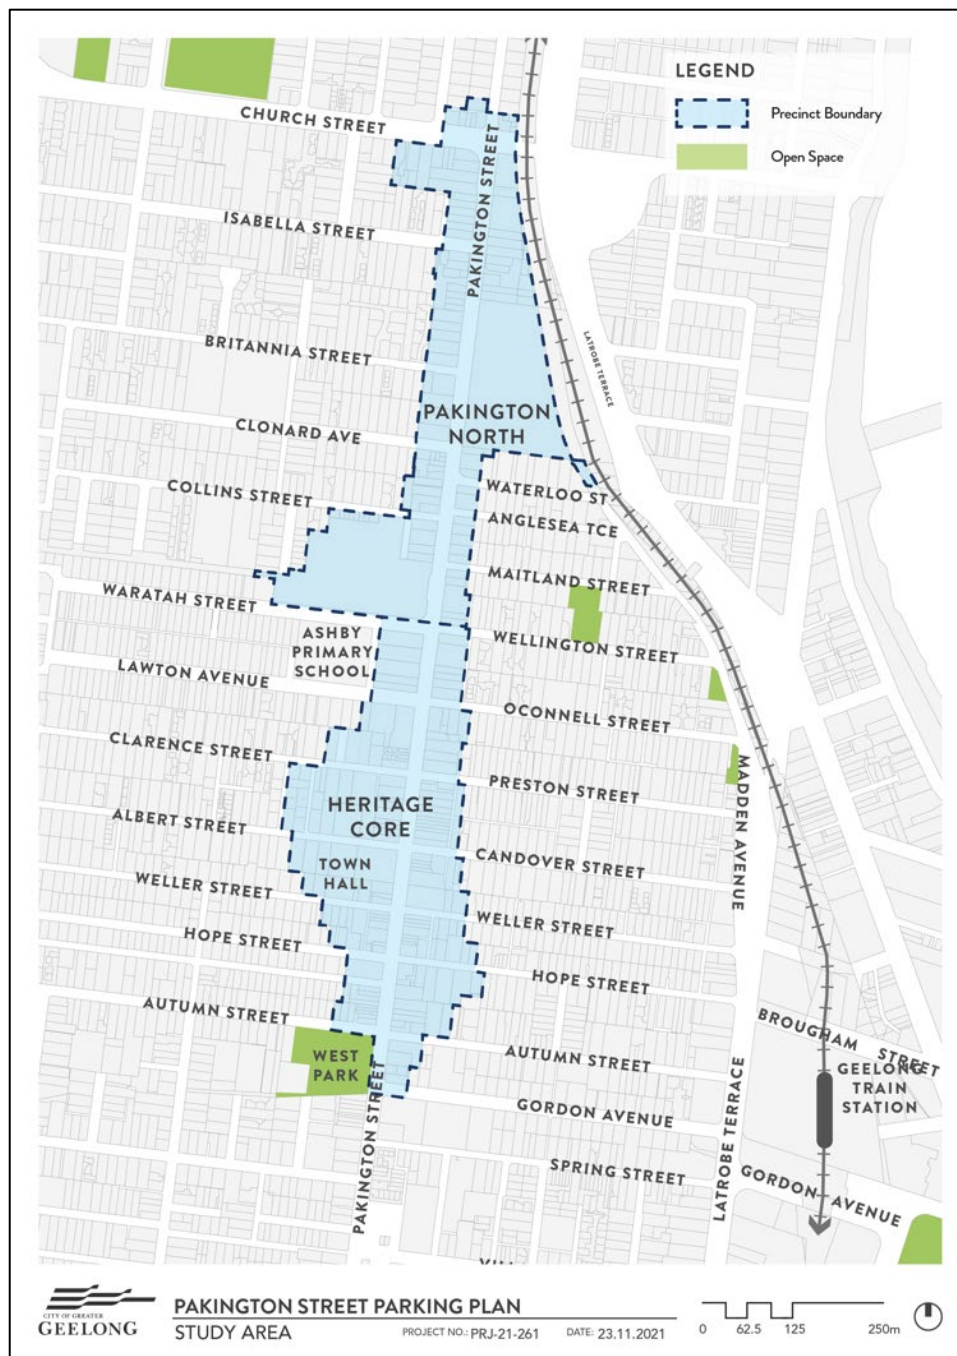 LEGEND
Precinct Boundary
Open Space
CHURCH STREET
PAKINGTON STREET
ISABELLA STREET
LATROBE TERRACE
BRITANNIA STREET
PAKINGTON
NORTH
CLONARD AVE
COLLINS STREET
WATERLOO ST
ANGLESEA TCE
MAITLAND STREET
WARATAH STREET
ASHBY
PRIMARY
SCHOOL
WELLINGTON STREET
LAWTON AVENUE
OCONNELL STREET
CLARENCE STREET
PRESTON STREET
MADDEN AVENUE
HERITAGE
CORE
ALBERT STREET
CANDOVER STREET
TOWN
HALL
WELLER STREET
WELLER STREET
HOPE STREET
HOPE STREET
AUTUMN STREET
BROUGHAM STREET
WEST
PARK
AUTUMN STREET
GEELONG
TRAIN
STATION
GORDON AVENUE
PAKINGTON STREET
LATROBE TERRACE
SPRING STREET
GORDON AVENUE
CITY OF GREATER
GEELONG
PAKINGTON STREET PARKING PLAN
STUDY AREA
PROJECT NO.: PRJ-21-261
DATE: 23.11.2021
0 62.5 125 250m